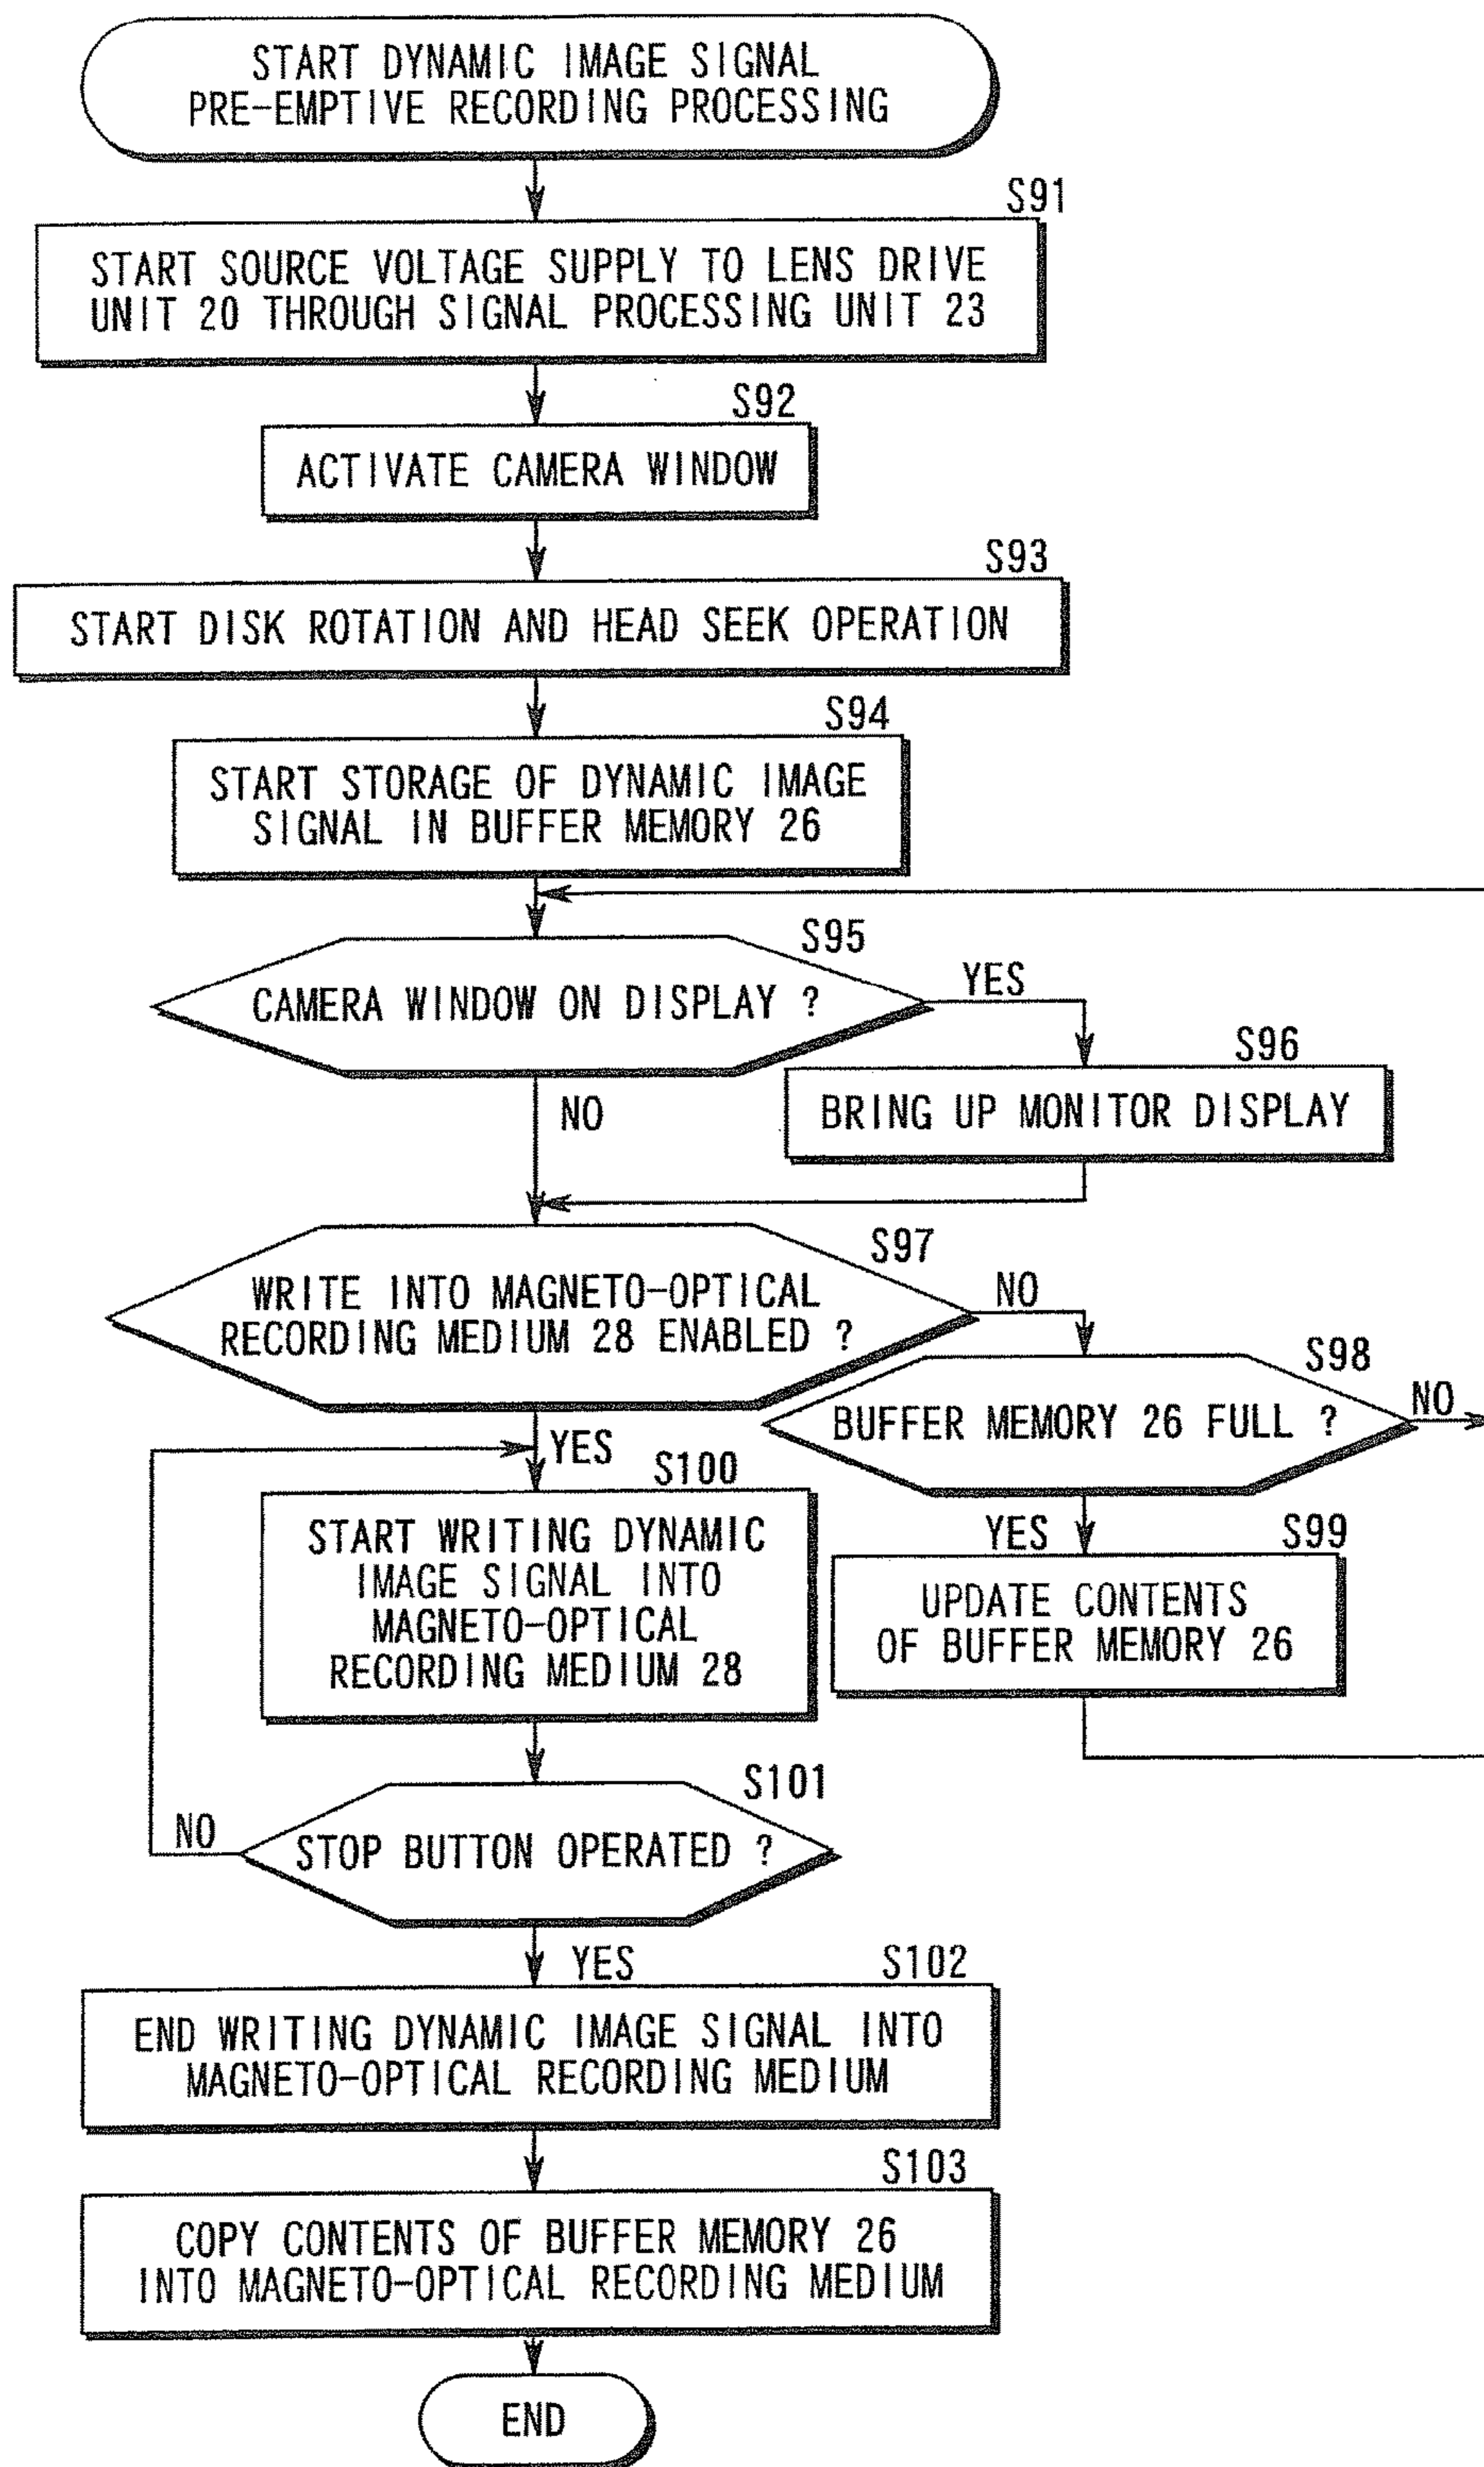 START DYNAMIC IMAGE SIGNAL
PRE-EMPTIVE RECORDING PROCESSING
S91
START SOURCE VOLTAGE SUPPLY TO LENS DRIVE
UNIT 20 THROUGH SIGNAL PROCESSING UNIT 23
S92
ACTIVATE CAMERA WINDOW
S93
START DISK ROTATION AND HEAD SEEK OPERATION
S94
START STORAGE OF DYNAMIC IMAGE
SIGNAL IN BUFFER MEMORY 26
S95
CAMERA WINDOW ON DISPLAY ?
YES
S96
BRING UP MONITOR DISPLAY
NO
S97
WRITE INTO MAGNETO-OPTICAL
RECORDING MEDIUM 28 ENABLED ?
NO
S98
BUFFER MEMORY 26 FULL ?
NO
YES
S99
UPDATE CONTENTS
OF BUFFER MEMORY 26
YES
S100
START WRITING DYNAMIC
IMAGE SIGNAL INTO
MAGNETO-OPTICAL
RECORDING MEDIUM 28
S101
STOP BUTTON OPERATED ?
NO
YES
S102
END WRITING DYNAMIC IMAGE SIGNAL INTO
MAGNETO-OPTICAL RECORDING MEDIUM
S103
COPY CONTENTS OF BUFFER MEMORY 26
INTO MAGNETO-OPTICAL RECORDING MEDIUM
END